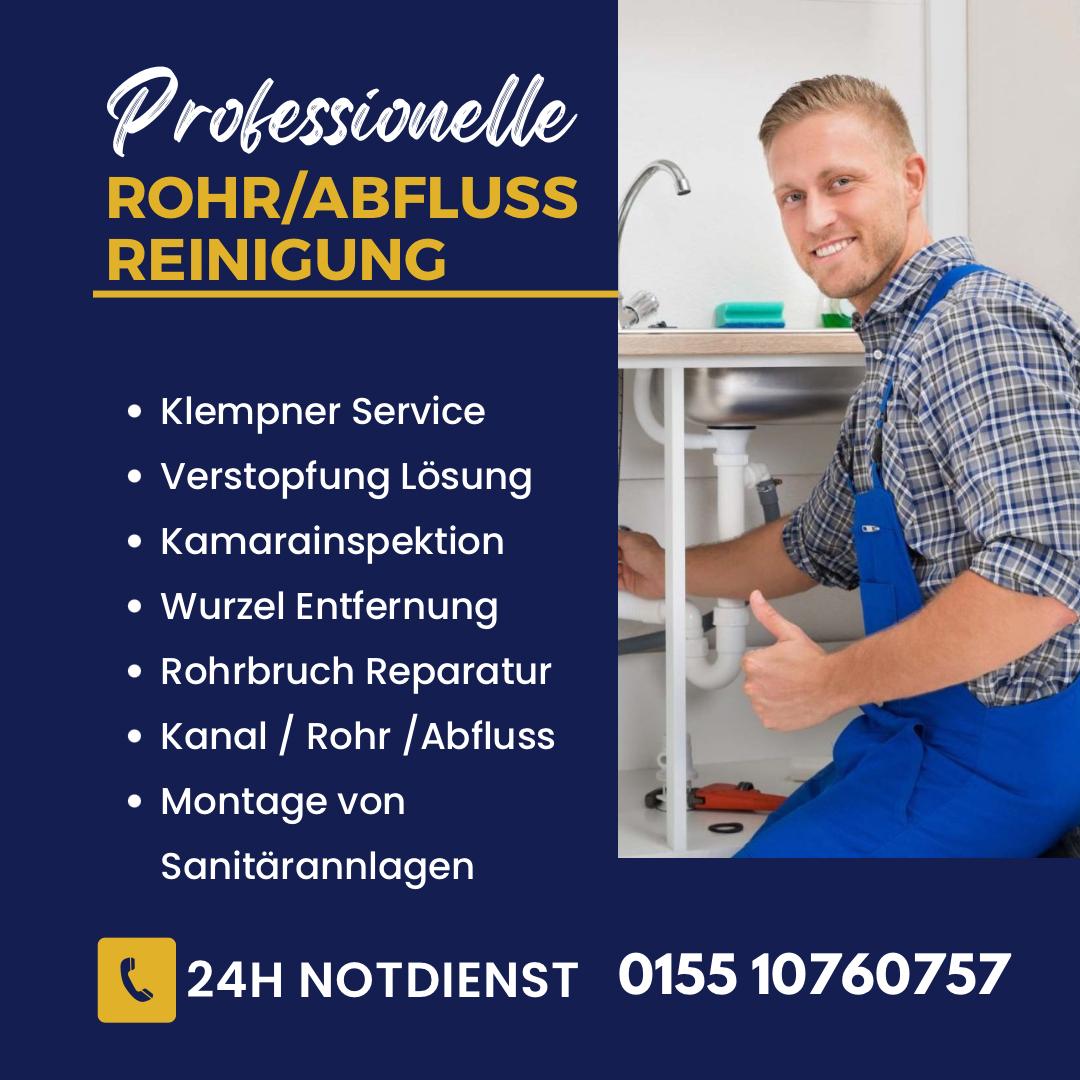 Professionelle
ROHR/ABFLUSS
REINIGUNG
• Klempner Service
• Verstopfung Lösung
• Kamarainspektion
• Wurzel Entfernung
• Rohrbruch Reparatur
• Kanal / Rohr /Abfluss
• Montage von
Sanitärannlagen
24H NOTDIENST 0155 10760757